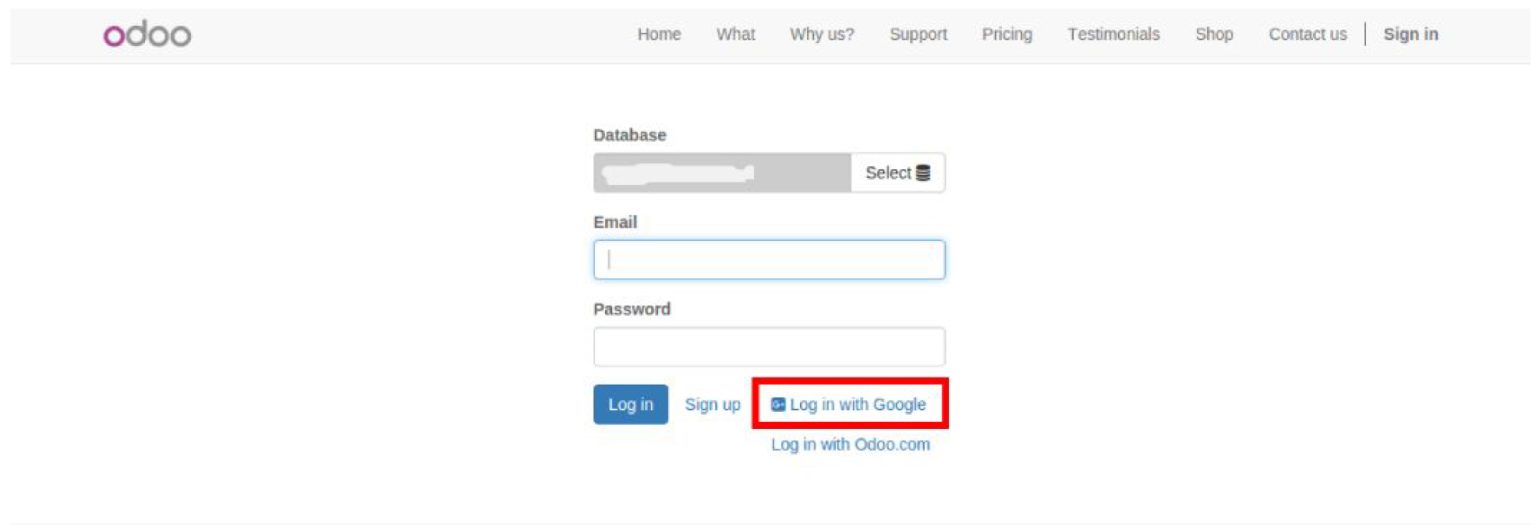 odoo Home What Why us? Support Pricing Testimonials Shop Contact us Sign in
Database
Select
Email
Password
Log in Sign up Log in with Google
Log in with Odoo.com